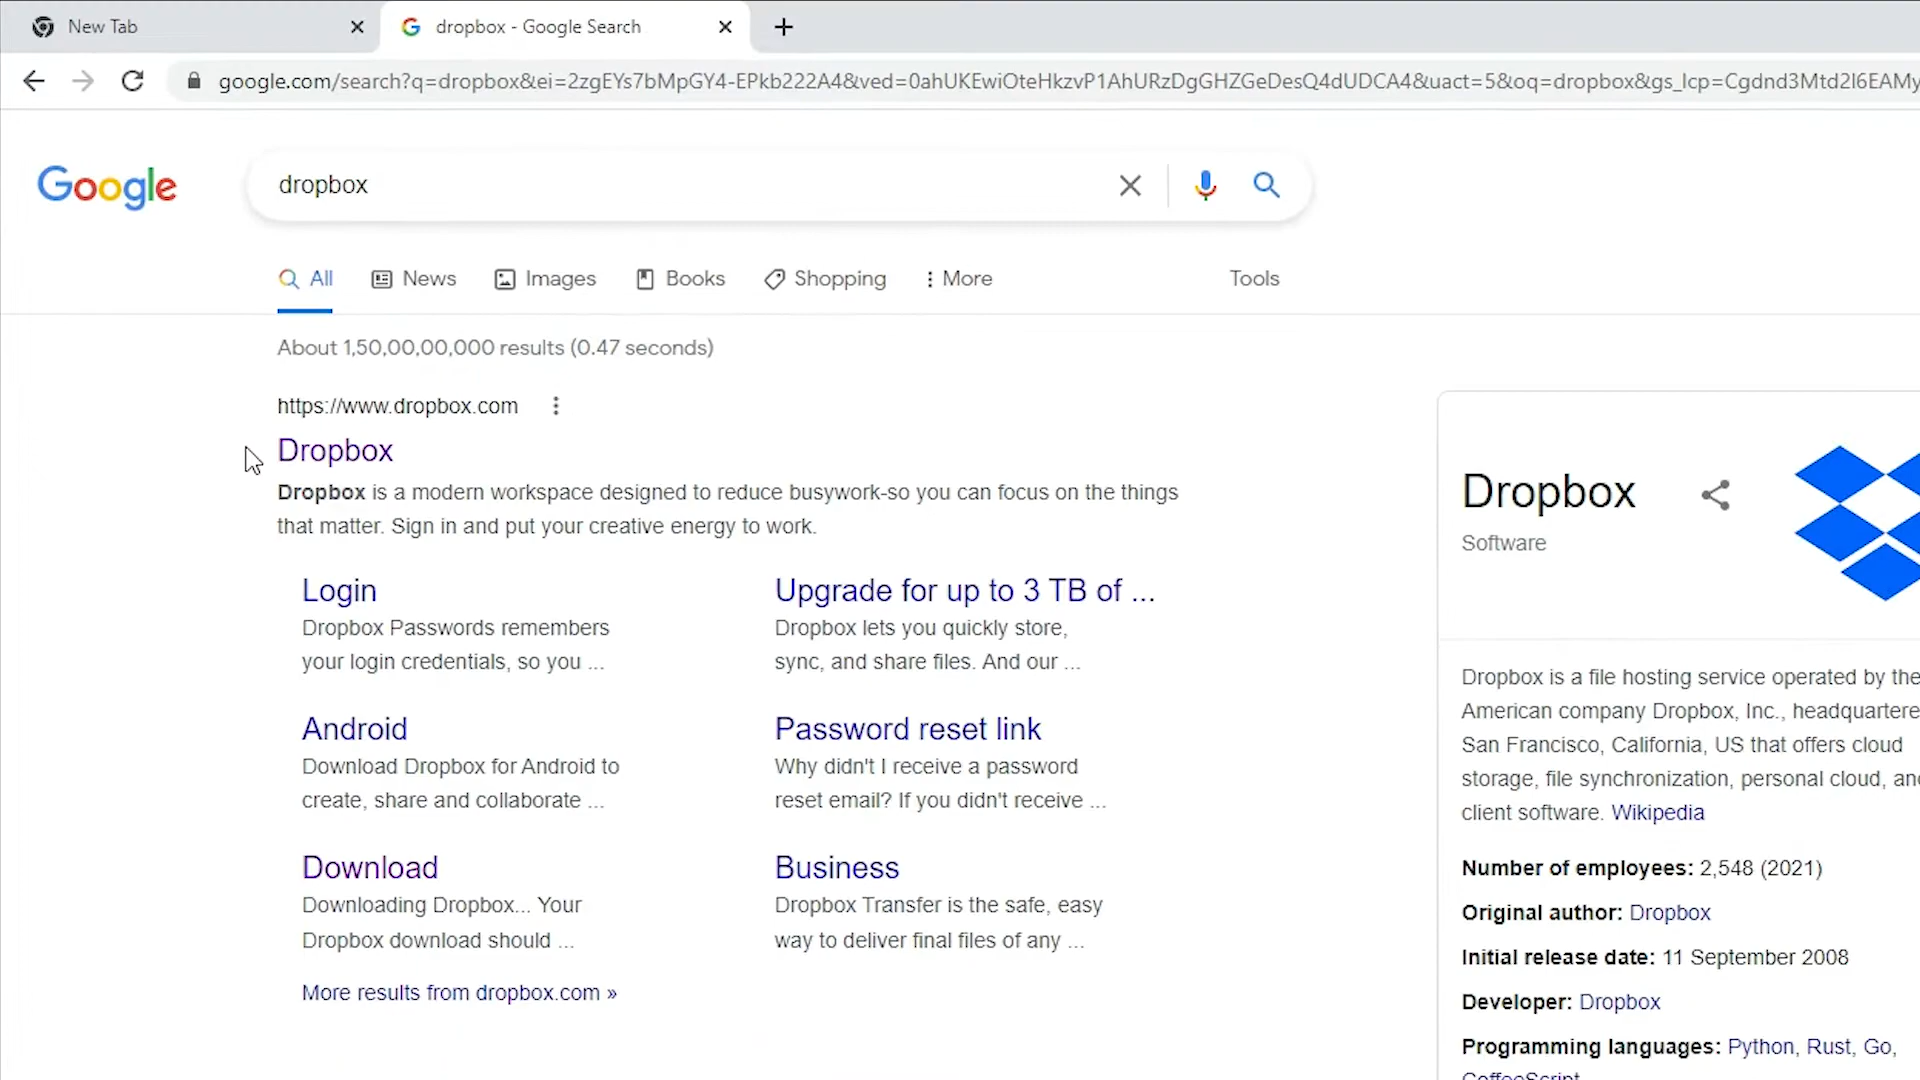 New Tab
dropbox - Google Search
google.com/search?q=dropbox&ei=2zgEYs7bMpGY4-EPkb222A4&ved=0ahUKEwiOteHkzvP1AhURzDgGHZGeDesQ4dUDCA4&uact=5&oq=dropbox&gs_lcp=Cgdnd3Mtd2l6EAMy
Google
dropbox
All
News
Images
Books
Shopping
More
Tools
About 1,50,00,00,000 results (0.47 seconds)
https://www.dropbox.com
Dropbox
Dropbox is a modern workspace designed to reduce busywork-so you can focus on the things
that matter. Sign in and put your creative energy to work.
Login
Dropbox Passwords remembers
your login credentials, so you ...
Upgrade for up to 3 TB of ...
Dropbox lets you quickly store,
sync, and share files. And our ...
Android
Download Dropbox for Android to
create, share and collaborate ...
Password reset link
Why didn't I receive a password
reset email? If you didn't receive ...
Download
Downloading Dropbox... Your
Dropbox download should ...
Business
Dropbox Transfer is the safe, easy
way to deliver final files of any ...
More results from dropbox.com »
Dropbox
Software
Dropbox is a file hosting service operated by the
American company Dropbox, Inc., headquartere
San Francisco, California, US that offers cloud
storage, file synchronization, personal cloud, and
client software. Wikipedia
Number of employees: 2,548 (2021)
Original author: Dropbox
Initial release date: 11 September 2008
Developer: Dropbox
Programming languages: Python, Rust, Go,
CoffeeScript